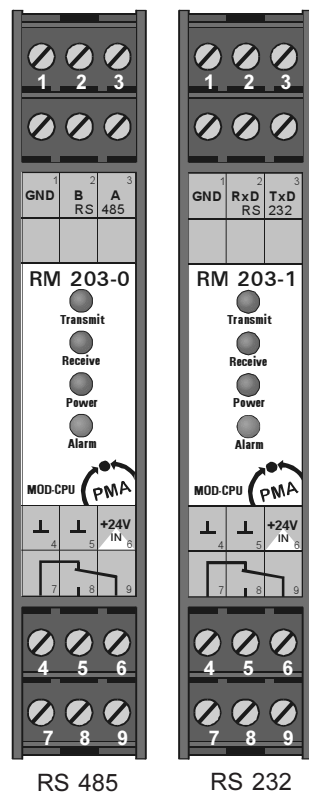 1 2 3
1 2 3
GND B A
RS 485
RM 203-0
Transmit
Receive
Power
Alarm
MOD-CPU PMA
+24V
IN
4 5 6
7 8 9
4 5 6
7 8 9
RS 485
1 2 3
1 2 3
GND RxD TxD
RS 232
RM 203-1
Transmit
Receive
Power
Alarm
MOD-CPU PMA
+24V
IN
4 5 6
7 8 9
4 5 6
7 8 9
RS 232